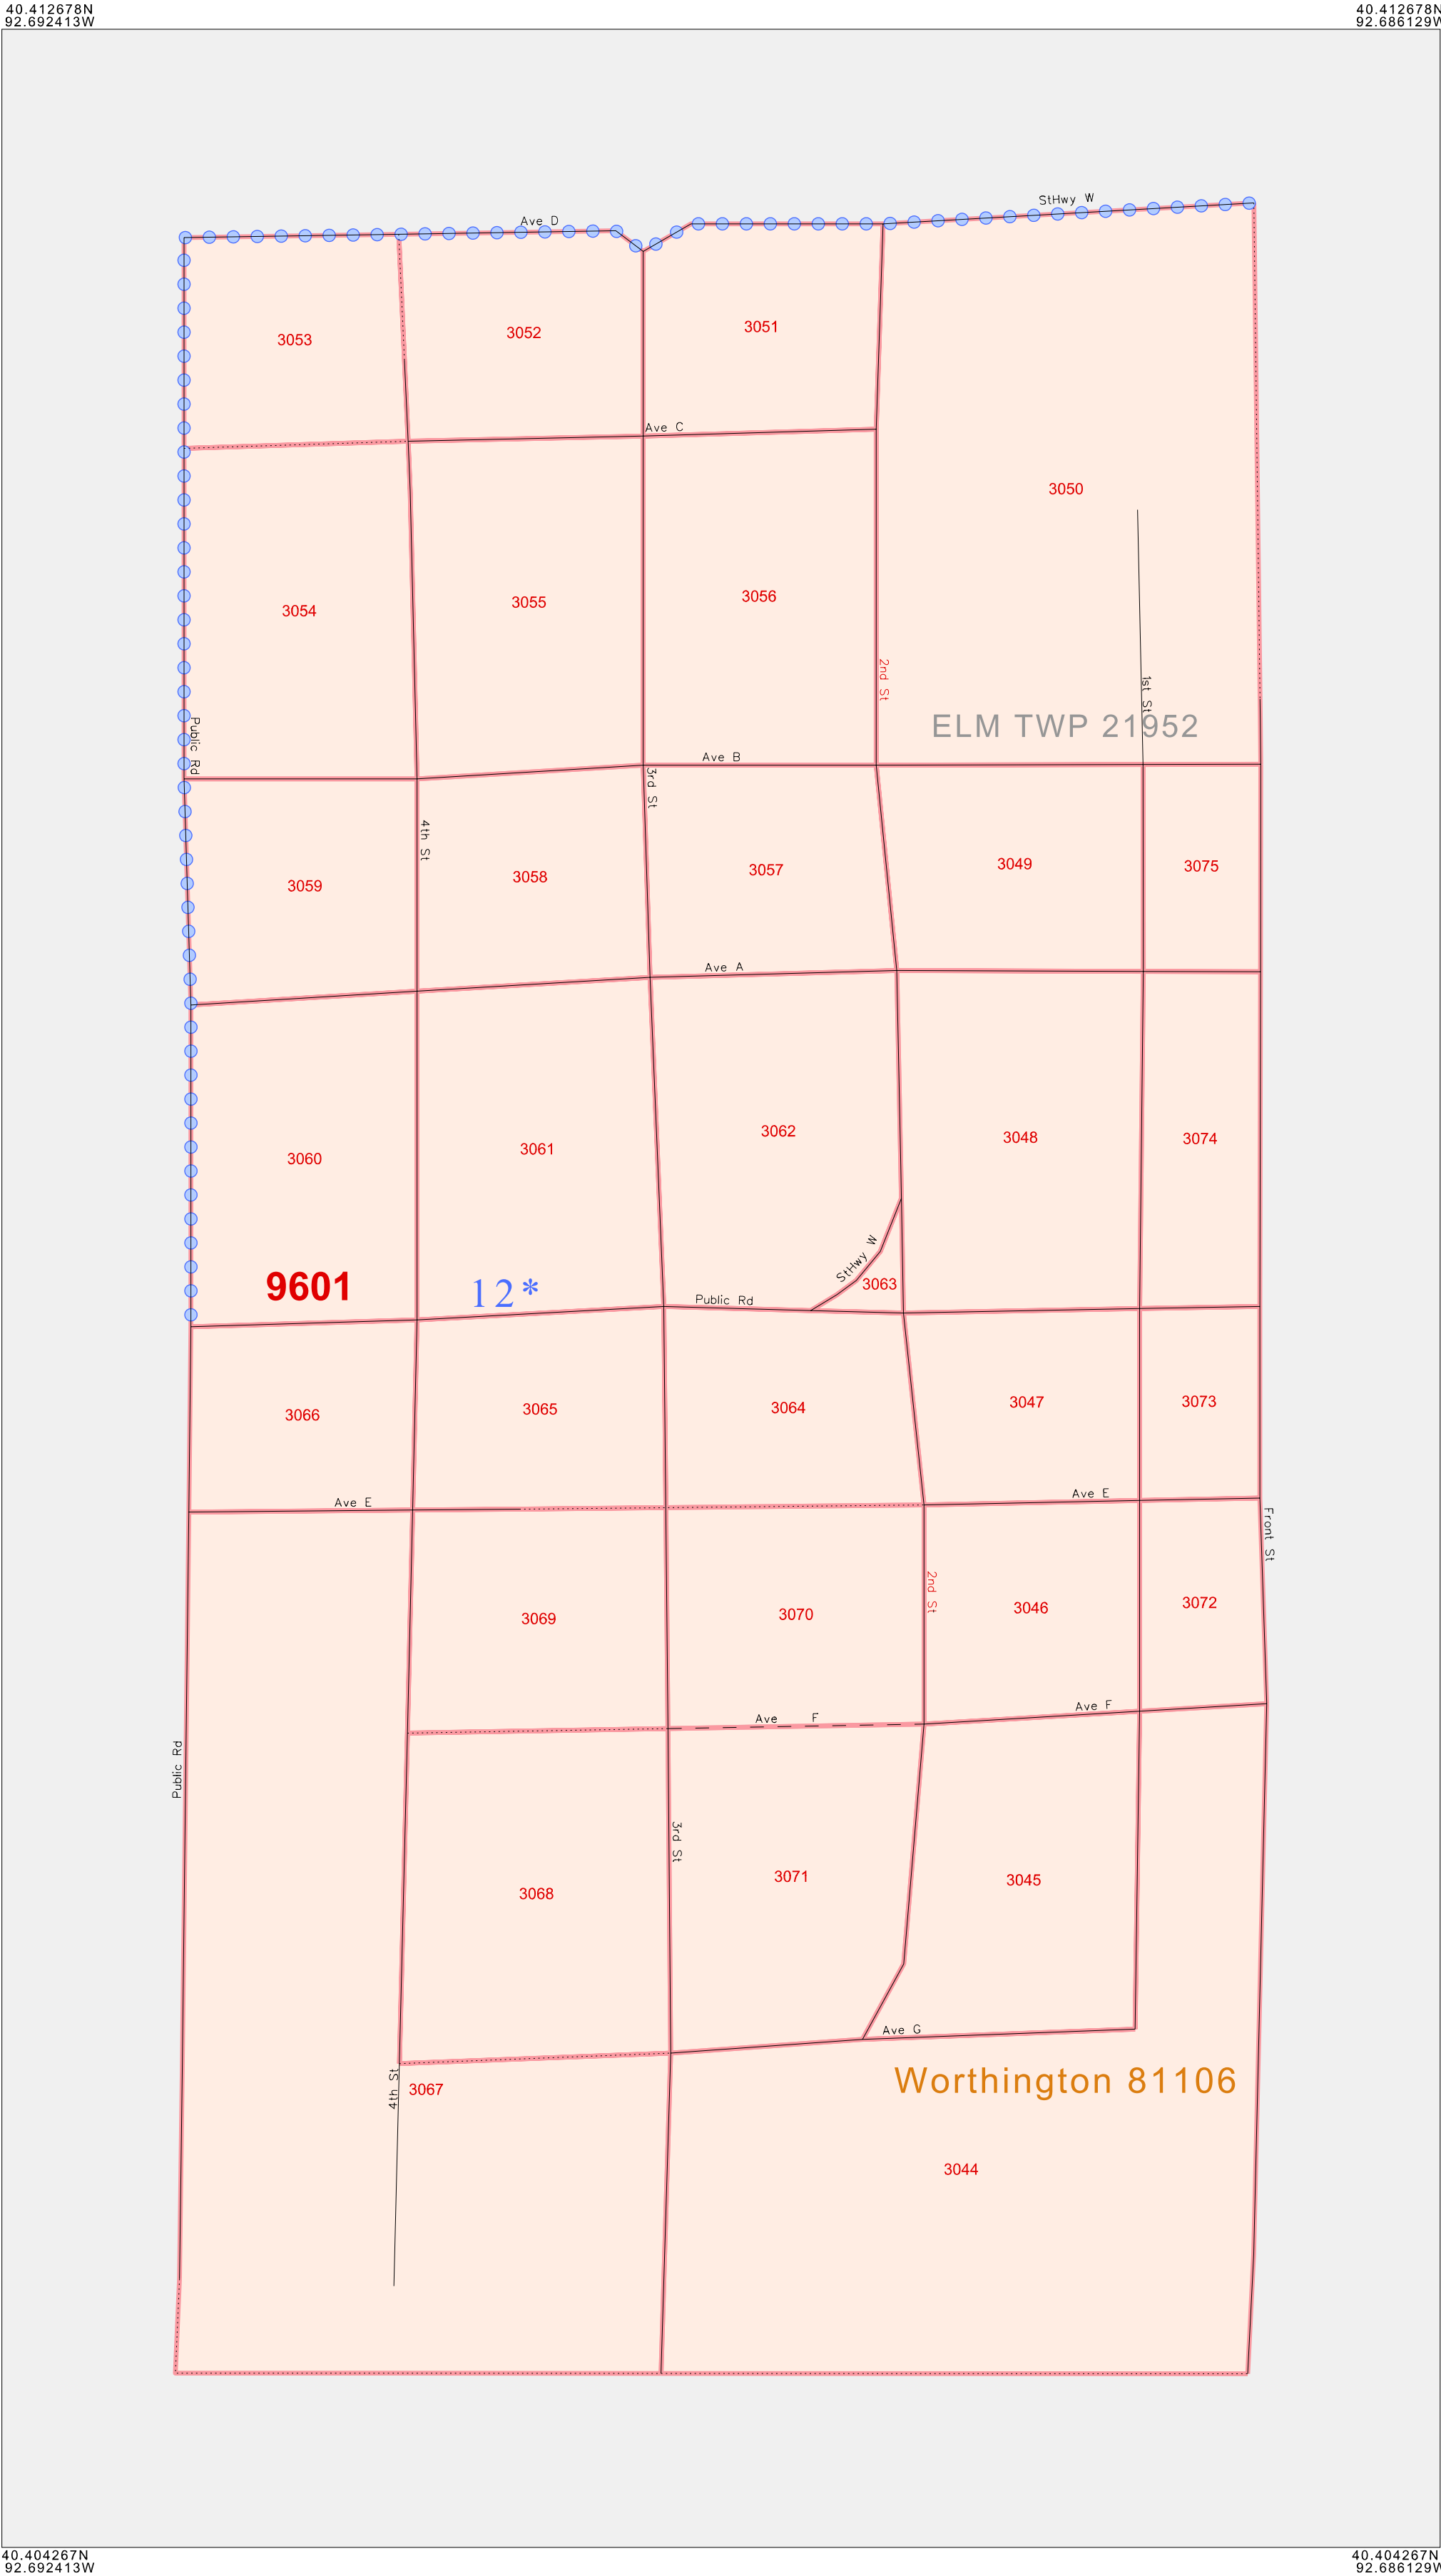 40.412678N
92.692413W
40.412678N
92.686129W
StHwy W
Ave D
3053
3052
3051
Ave C
3050
3054
3055
3056
2nd St
1st St
ELM TWP 21952
Public Rd
Ave B
3rd St
4th St
3059
3058
3057
3049
3075
Ave A
3060
3061
3062
3048
3074
StHwy W
3063
9601
12*
Public Rd
3066
3065
3064
3047
3073
Ave E
Ave E
Front St
2nd St
3069
3070
3046
3072
Ave F
Ave F
Public Rd
3rd St
3068
3071
3045
Ave G
4th St
3067
Worthington 81106
3044
40.404267N
92.692413W
40.404267N
92.686129W